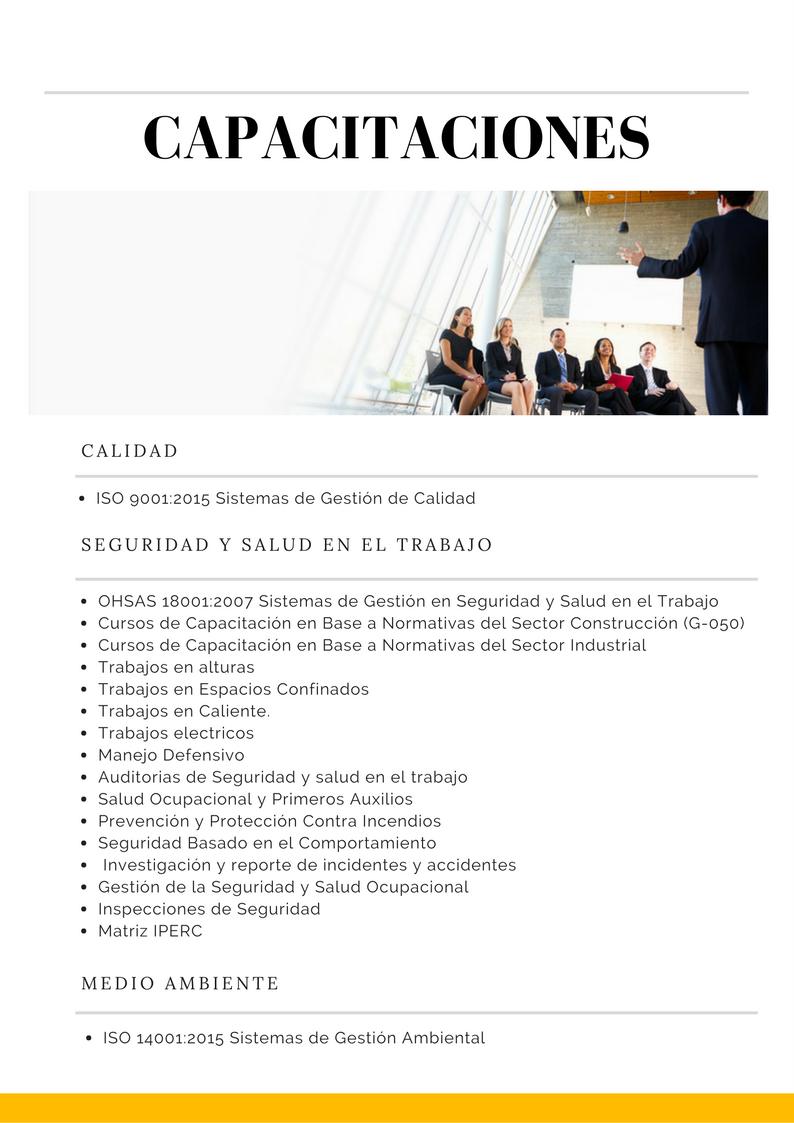 CAPACITACIONES
CALIDAD
• ISO 9001:2015 Sistemas de Gestión de Calidad
SEGURIDAD Y SALUD EN EL TRABAJO
• OHSAS 18001:2007 Sistemas de Gestión en Seguridad y Salud en el Trabajo
• Cursos de Capacitación en Base a Normativas del Sector Construcción (G-050)
• Cursos de Capacitación en Base a Normativas del Sector Industrial
• Trabajos en alturas
• Trabajos en Espacios Confinados
• Trabajos en Caliente.
• Trabajos electricos
• Manejo Defensivo
• Auditorias de Seguridad y salud en el trabajo
• Salud Ocupacional y Primeros Auxilios
• Prevención y Protección Contra Incendios
• Seguridad Basado en el Comportamiento
• Investigación y reporte de incidentes y accidentes
• Gestión de la Seguridad y Salud Ocupacional
• Inspecciones de Seguridad
• Matriz IPERC
MEDIO AMBIENTE
• ISO 14001:2015 Sistemas de Gestión Ambiental